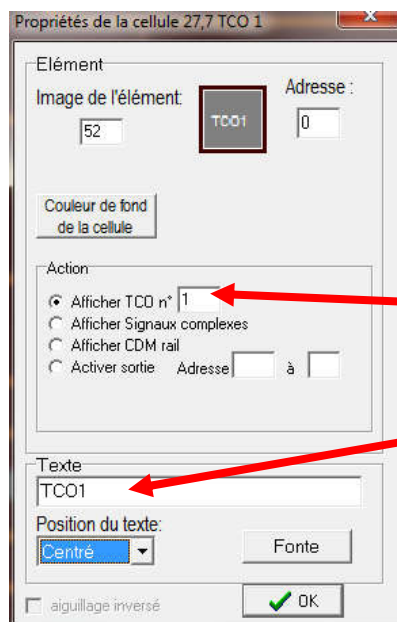 Propriétés de la cellule 27,7 TCO 1
Elément
Image de l'élément:
Adresse :
52
TCO1
0
Couleur de fond
de la cellule
Action
Afficher TCO n° 1
Afficher Signaux complexes
Afficher CDM rail
Activer sortie Adresse à
Texte
TCO1
Position du texte:
Centré
Fonte
aiguillage inversé
OK